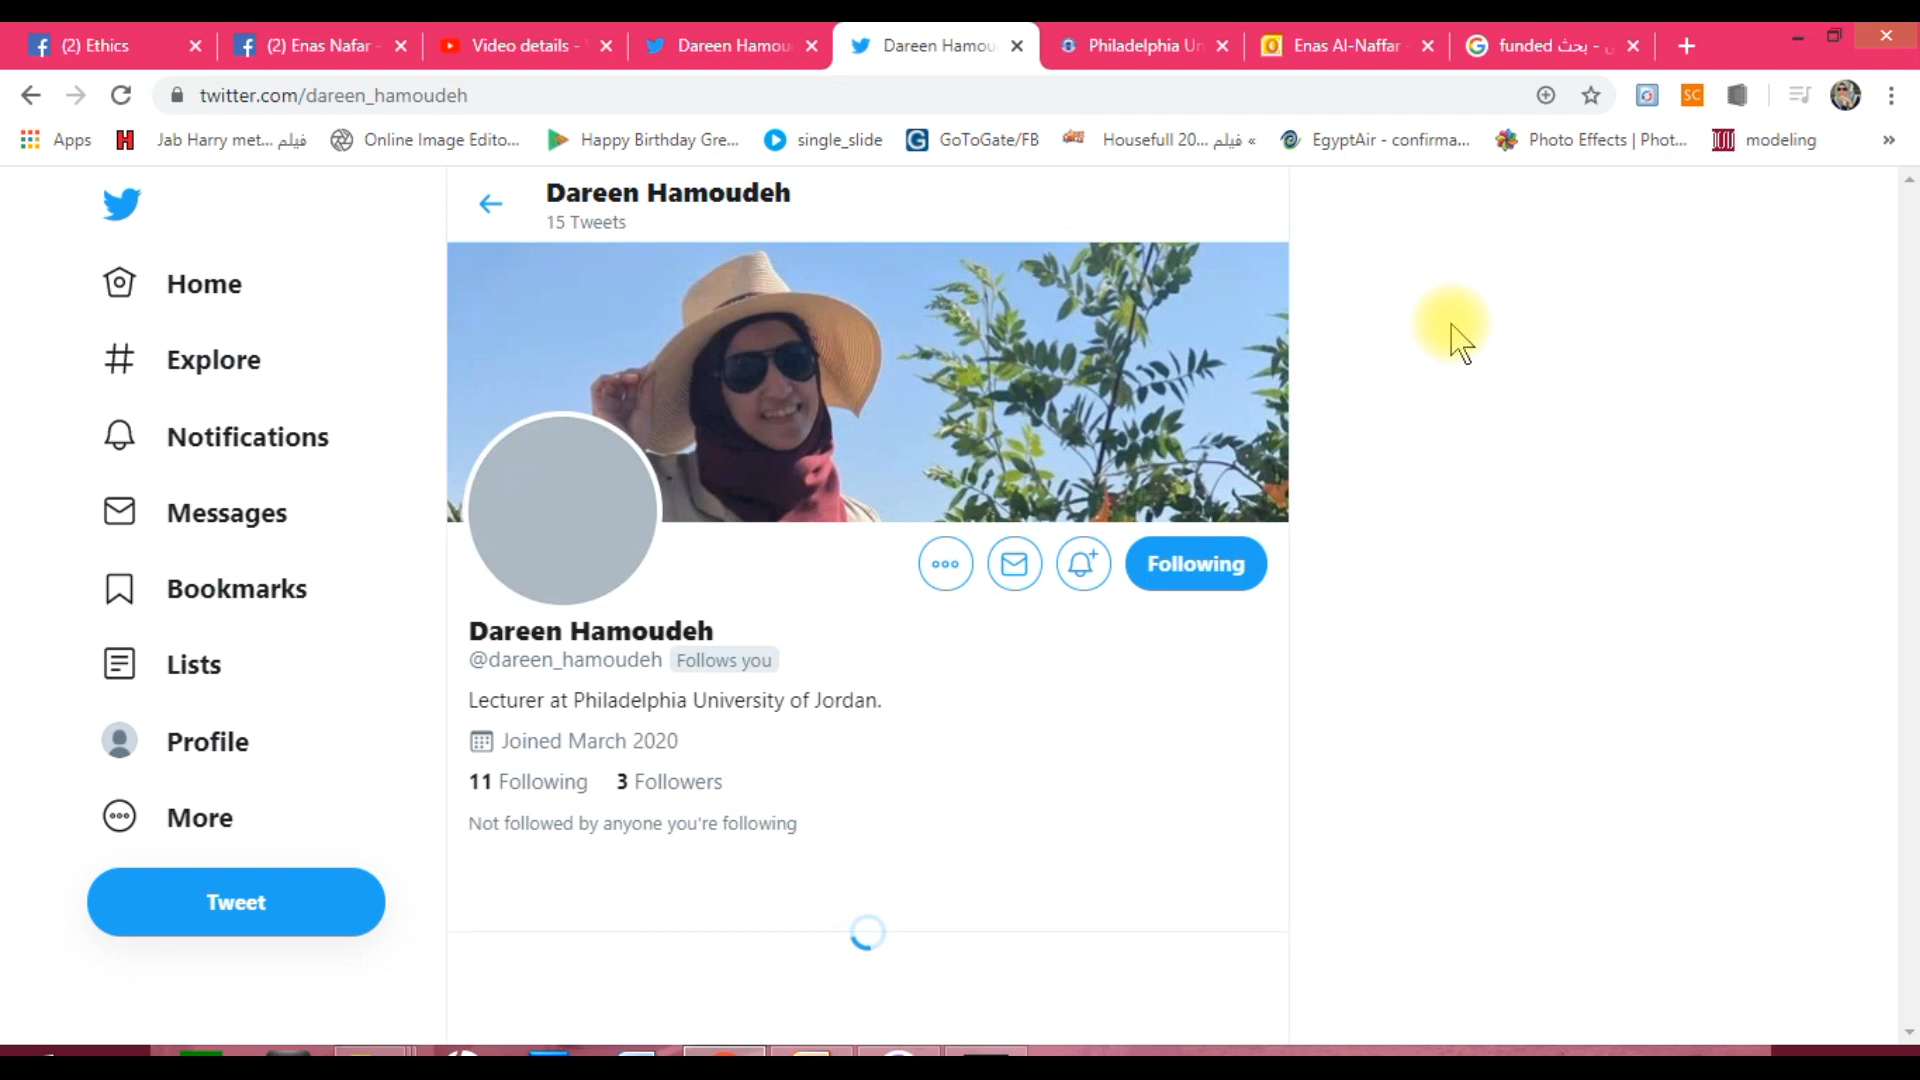 (2) Ethics
(2) Enas Nafar -
Video details -
Dareen Hamou
Dareen Hamou
Philadelphia Un
Enas Al-Naffar
funded بحث -
twitter.com/dareen_hamoudeh
SC
Apps
Jab Harry met... فيلم
Online Image Edito...
Happy Birthday Gre...
single_slide
GoToGate/FB
Housefull 20... فيلم »
EgyptAir - confirma...
Photo Effects | Phot...
modeling
»
Dareen Hamoudeh
15 Tweets
Home
Explore
Notifications
Messages
Bookmarks
Lists
Profile
More
Tweet
Following
Dareen Hamoudeh
@dareen_hamoudeh Follows you
Lecturer at Philadelphia University of Jordan.
Joined March 2020
11 Following 3 Followers
Not followed by anyone you're following